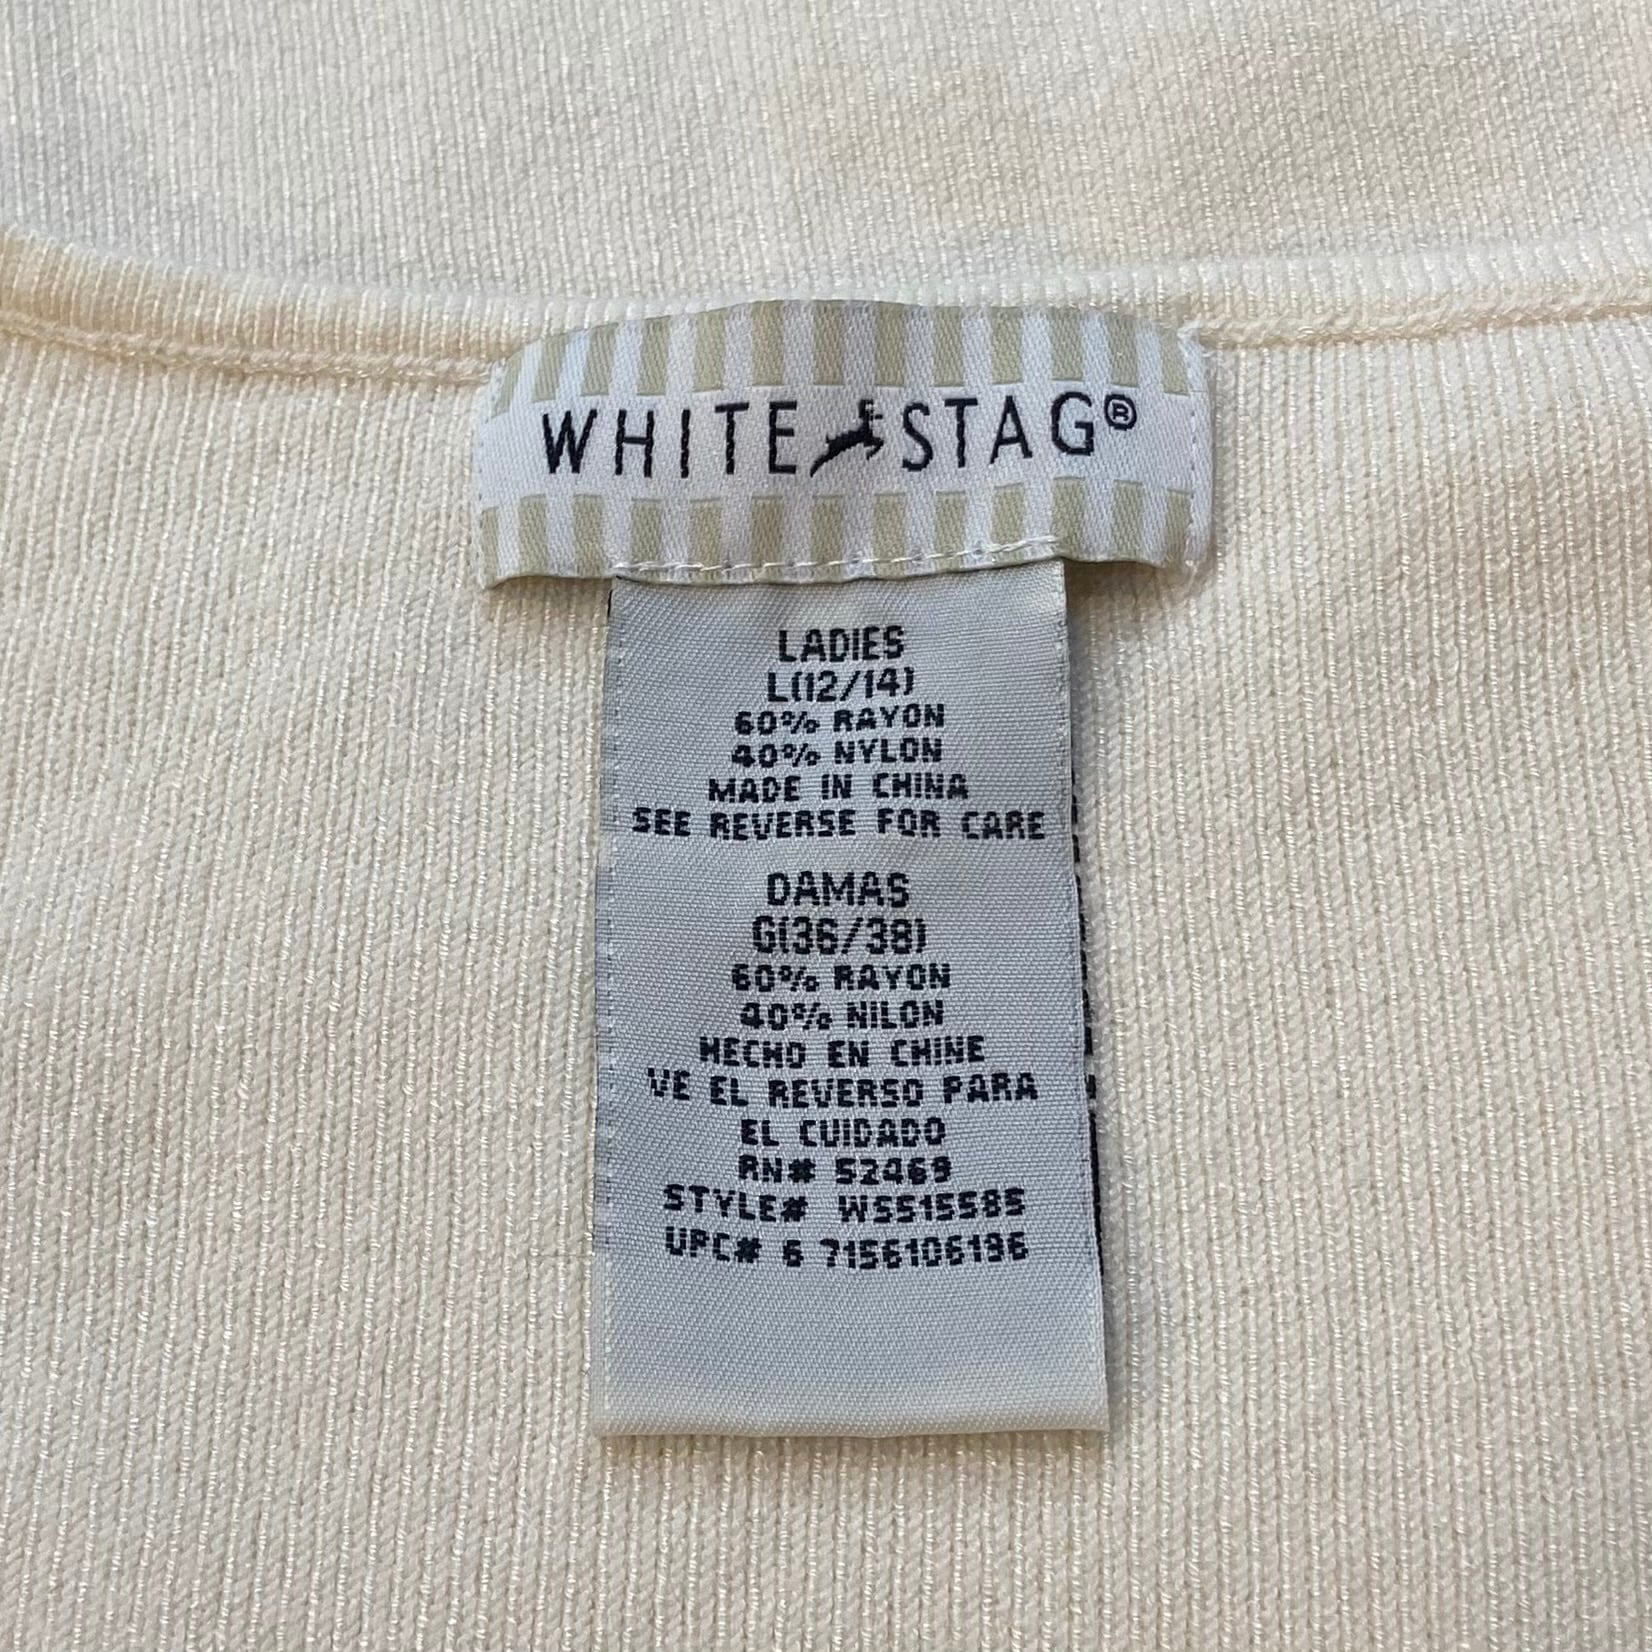 WHITE STAG®
LADIES
L(12/14)
60% RAYON
40% NYLON
MADE IN CHINA
SEE REVERSE FOR CARE
DAMAS
G(36/38)
60% RAYON
40% NILON
HECHO EN CHINE
VE EL REVERSO PARA
EL CUIDADO
RN# 52469
STYLE# WS515585
UPC# 6 7156106196